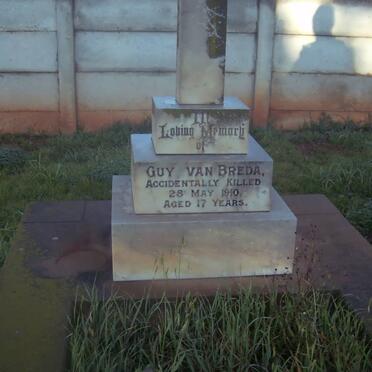 In
Loving Memory
of
GUY VAN BREDA,
ACCIDENTALLY KILLED
28 MAY 1910,
AGED 17 YEARS.